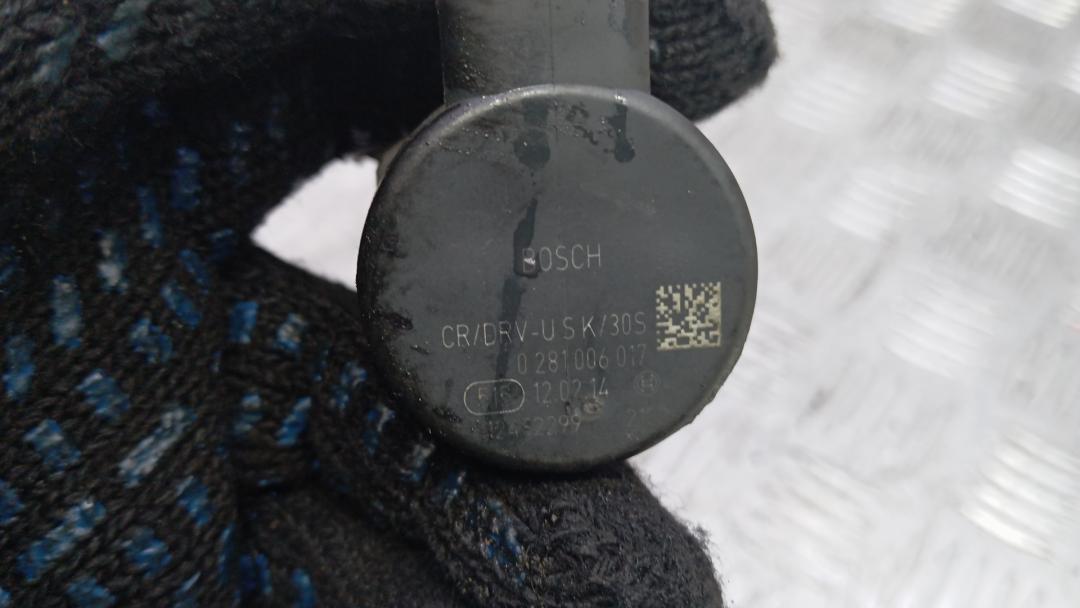 BOSCH
CR/DRV-USK/30S
0 281 006 017
12.02.14